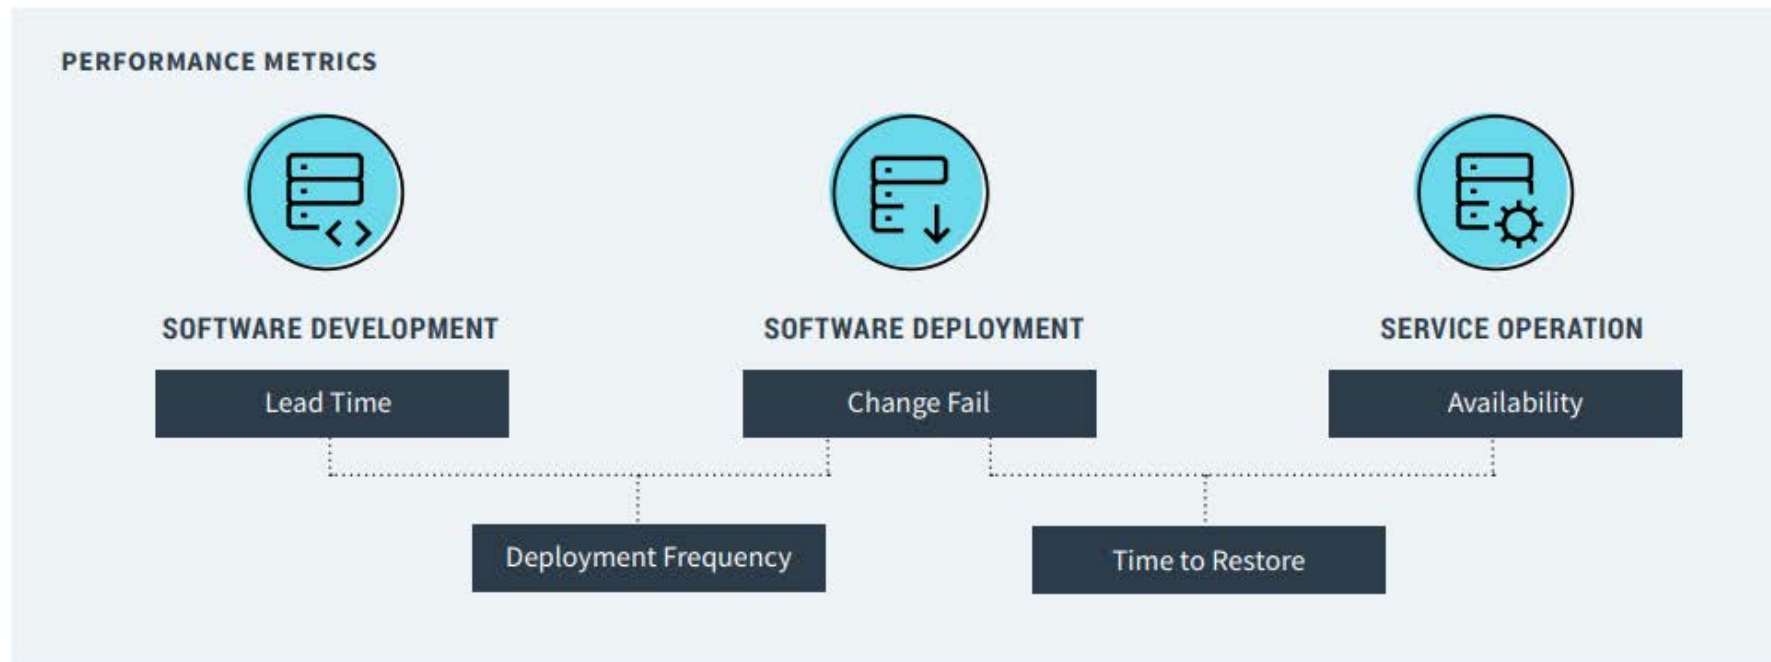 PERFORMANCE METRICS
SOFTWARE DEVELOPMENT
SOFTWARE DEPLOYMENT
SERVICE OPERATION
Lead Time
Change Fail
Availability
Deployment Frequency
Time to Restore